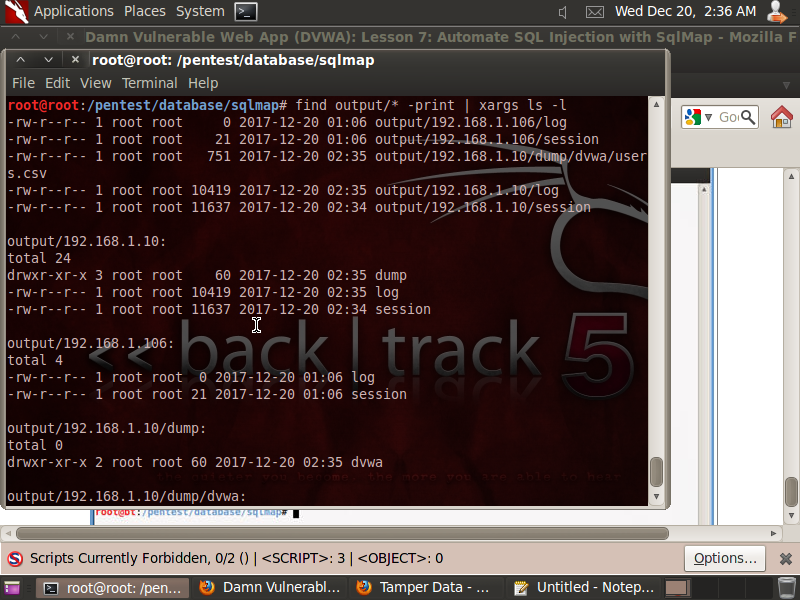 Applications Places System Wed Dec 20, 2:36 AM
Damn Vulnerable Web App (DVWA): Lesson 7: Automate SQL Injection with SqlMap - Mozilla F
root@root: /pentest/database/sqlmap
File Edit View Terminal Help
root@root:/pentest/database/sqlmap# find output/* -print | xargs ls -l
-rw-r--r-- 1 root root 0 2017-12-20 01:06 output/192.168.1.106/log
-rw-r--r-- 1 root root 21 2017-12-20 01:06 output/192.168.1.106/session
-rw-r--r-- 1 root root 751 2017-12-20 02:35 output/192.168.1.10/dump/dvwa/user
s.csv
-rw-r--r-- 1 root root 10419 2017-12-20 02:35 output/192.168.1.10/log
-rw-r--r-- 1 root root 11637 2017-12-20 02:34 output/192.168.1.10/session
output/192.168.1.10:
total 24
drwxr-xr-x 3 root root 60 2017-12-20 02:35 dump
-rw-r--r-- 1 root root 10419 2017-12-20 02:35 log
-rw-r--r-- 1 root root 11637 2017-12-20 02:34 session
output/192.168.1.106:
total 4
-rw-r--r-- 1 root root 0 2017-12-20 01:06 log
-rw-r--r-- 1 root root 21 2017-12-20 01:06 session
<< back | track 5
output/192.168.1.10/dump:
total 0
drwxr-xr-x 2 root root 60 2017-12-20 02:35 dvwa
output/192.168.1.10/dump/dvwa:
root@bt:/pentest/database/sqlmap#
Goo
Scripts Currently Forbidden, 0/2 () | <SCRIPT>: 3 | <OBJECT>: 0 Options...
root@root: /pen... Damn Vulnerabl... Tamper Data - ... Untitled - Notep...